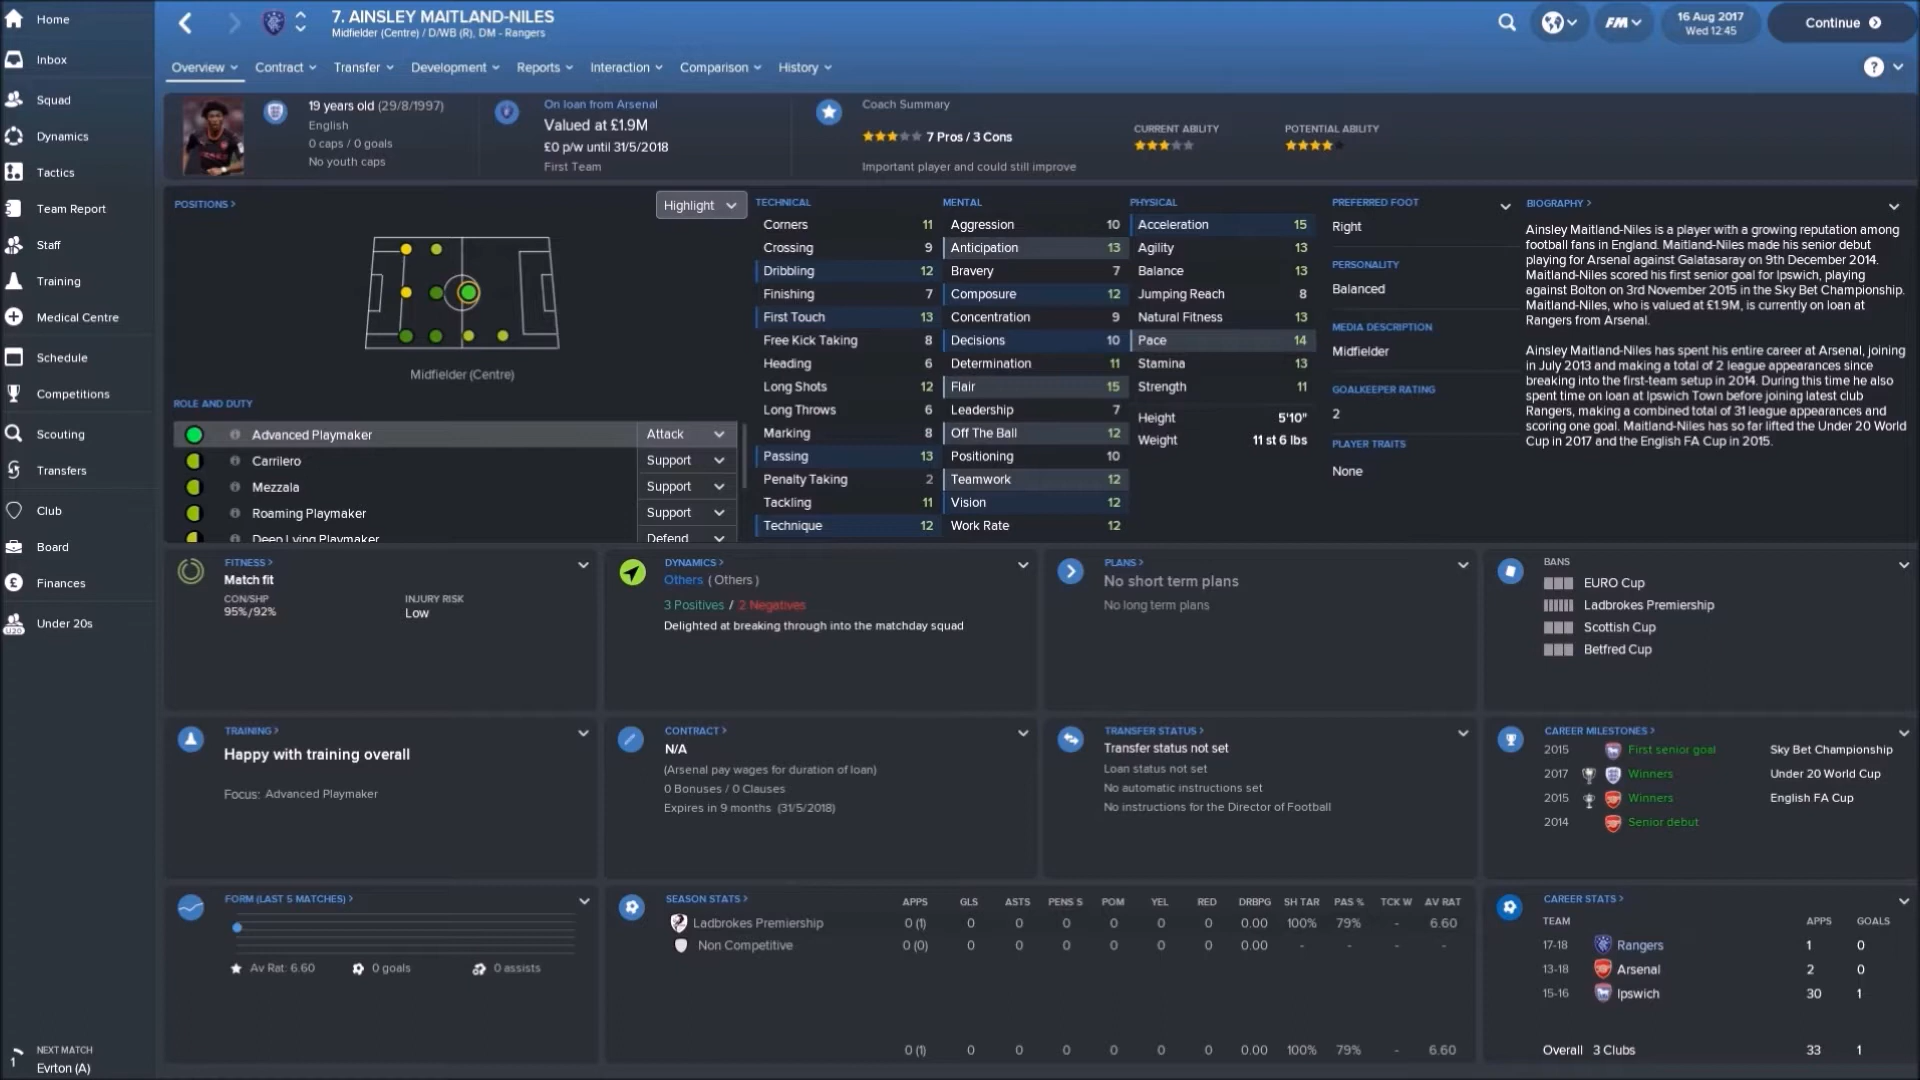 Home
Inbox
Squad
Dynamics
Tactics
Team Report
Staff
Training
Medical Centre
Schedule
Competitions
Scouting
Transfers
Club
Board
Finances
U20
Under 20s
1
NEXT MATCH
Evrton (A)
7. AINSLEY MAITLAND-NILES
Midfielder (Centre) / D/WB (R), DM - Rangers
FM
16 Aug 2017
Wed 12:45
Continue
Overview
Contract
Transfer
Development
Reports
Interaction
Comparison
History
?
19 years old (29/8/1997)
English
0 caps / 0 goals
No youth caps
On loan from Arsenal
Valued at £1.9M
£0 p/w until 31/5/2018
First Team
Coach Summary
7 Pros / 3 Cons
Important player and could still improve
CURRENT ABILITY
POTENTIAL ABILITY
POSITIONS >
Highlight
Midfielder (Centre)
ROLE AND DUTY
Advanced Playmaker Attack
Carrilero Support
Mezzala Support
Roaming Playmaker Support
Deep Lying Playmaker Defend
TECHNICAL
Corners 11
Crossing 9
Dribbling 12
Finishing 7
First Touch 13
Free Kick Taking 8
Heading 6
Long Shots 12
Long Throws 6
Marking 8
Passing 13
Penalty Taking 2
Tackling 11
Technique 12
MENTAL
Aggression 10
Anticipation 13
Bravery 7
Composure 12
Concentration 9
Decisions 10
Determination 11
Flair 15
Leadership 7
Off The Ball 12
Positioning 10
Teamwork 12
Vision 12
Work Rate 12
PHYSICAL
Acceleration 15
Agility 13
Balance 13
Jumping Reach 8
Natural Fitness 13
Pace 14
Stamina 13
Strength 11
Height 5'10"
Weight 11 st 6 lbs
PREFERRED FOOT
Right
PERSONALITY
Balanced
MEDIA DESCRIPTION
Midfielder
GOALKEEPER RATING
2
PLAYER TRAITS
None
BIOGRAPHY >
Ainsley Maitland-Niles is a player with a growing reputation among
football fans in England. Maitland-Niles made his senior debut
playing for Arsenal against Galatasaray on 9th December 2014.
Maitland-Niles scored his first senior goal for Ipswich, playing
against Bolton on 3rd November 2015 in the Sky Bet Championship.
Maitland-Niles, who is valued at £1.9M, is currently on loan at
Rangers from Arsenal.
Ainsley Maitland-Niles has spent his entire career at Arsenal, joining
in July 2013 and making a total of 2 league appearances since
breaking into the first-team setup in 2014. During this time he also
spent time on loan at Ipswich Town before joining latest club
Rangers, making a combined total of 31 league appearances and
scoring one goal. Maitland-Niles has so far lifted the Under 20 World
Cup in 2017 and the English FA Cup in 2015.
FITNESS >
Match fit
CON/SHP
95%/92%
INJURY RISK
Low
DYNAMICS >
Others ( Others )
3 Positives / 2 Negatives
Delighted at breaking through into the matchday squad
PLANS >
No short term plans
No long term plans
BANS
EURO Cup
Ladbrokes Premiership
Scottish Cup
Betfred Cup
TRAINING >
Happy with training overall
Focus: Advanced Playmaker
CONTRACT >
N/A
(Arsenal pay wages for duration of loan)
0 Bonuses / 0 Clauses
Expires in 9 months (31/5/2018)
TRANSFER STATUS >
Transfer status not set
Loan status not set
No automatic instructions set
No instructions for the Director of Football
CAREER MILESTONES >
2015 First senior goal Sky Bet Championship
2017 Winners Under 20 World Cup
2015 Winners English FA Cup
2014 Senior debut
FORM (LAST 5 MATCHES) >
Av Rat: 6.60 0 goals 0 assists
SEASON STATS > APPS GLS ASTS PENS S POM YEL RED DRBPG SH TAR PAS % TCK W AV RAT
Ladbrokes Premiership 0 (1) 0 0 0 0 0 0 0.00 100% 79% - 6.60
Non Competitive 0 (0) 0 0 0 0 0 0 0.00 - - - -
0 (1) 0 0 0 0 0 0 0.00 100% 79% - 6.60
CAREER STATS >
TEAM APPS GOALS
17-18 Rangers 1 0
13-18 Arsenal 2 0
15-16 Ipswich 30 1
Overall 3 Clubs 33 1